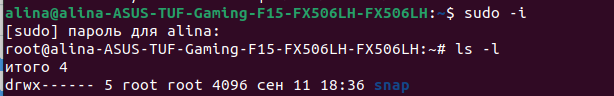 alina@alina-ASUS-TUF-Gaming-F15-FX506LH-FX506LH:~$ sudo -i
[sudo] пароль для alina:
root@alina-ASUS-TUF-Gaming-F15-FX506LH-FX506LH:~# ls -l
итого 4
drwx------ 5 root root 4096 сен 11 18:36 snap